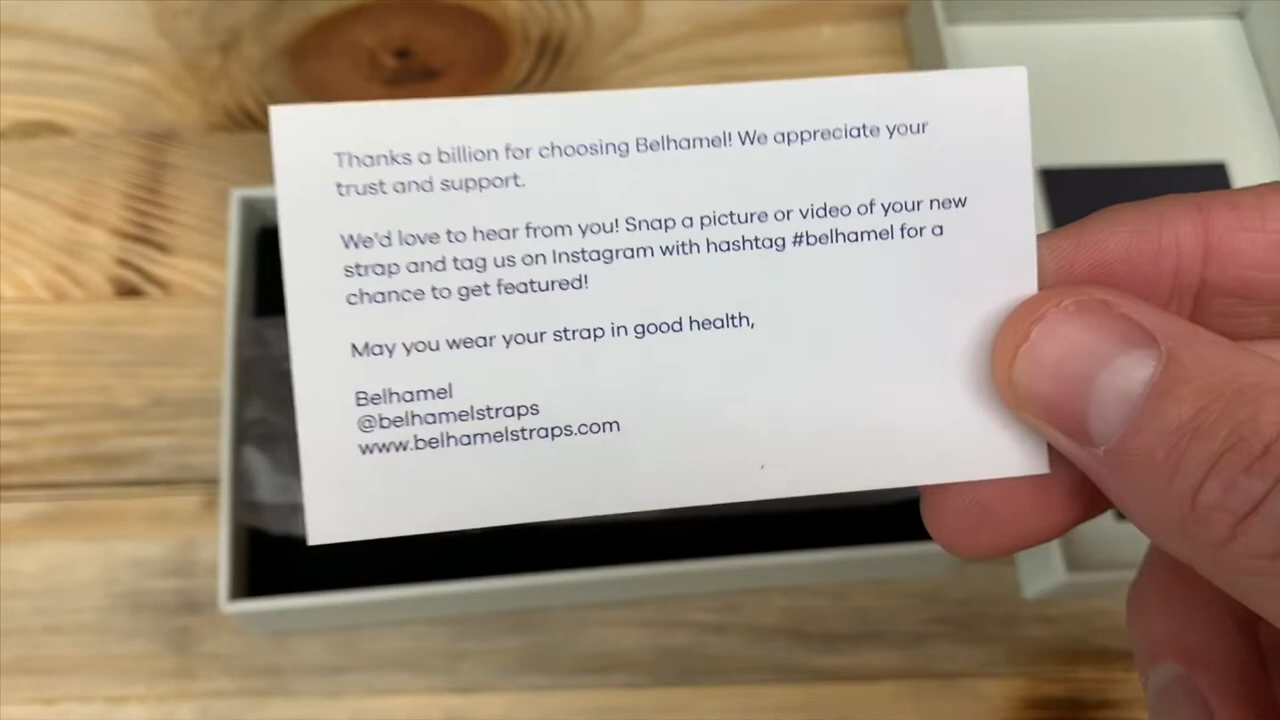 Thanks a billion for choosing Belhamel! We appreciate your
trust and support.
We'd love to hear from you! Snap a picture or video of your new
strap and tag us on Instagram with hashtag #belhamel for a
chance to get featured!
May you wear your strap in good health,
Belhamel
@belhamelstraps
www.belhamelstraps.com